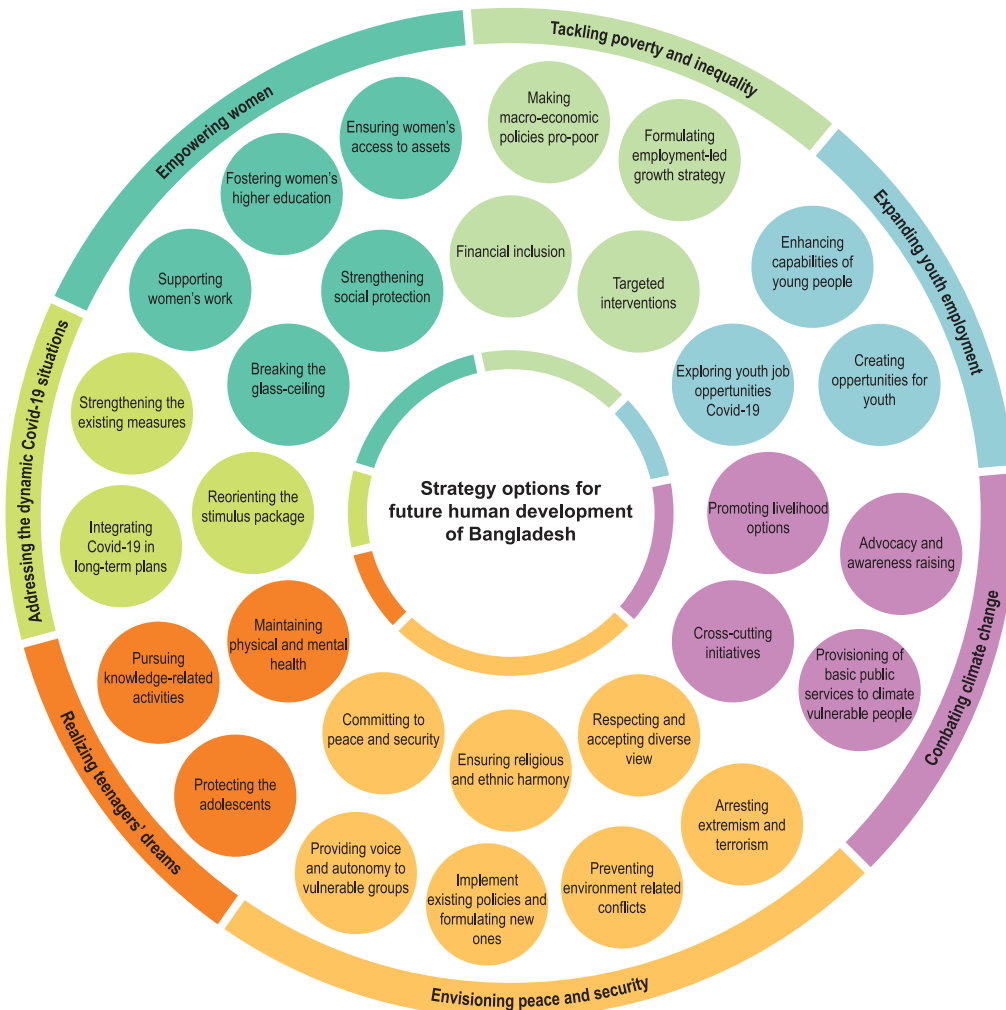 Strategy options for
future human development
of Bangladesh
Tackling poverty and inequality
Making
macro-economic
policies pro-poor
Formulating
employment-led
growth strategy
Financial inclusion
Targeted
interventions
Expanding youth employment
Enhancing
capabilities of
young people
Exploring youth job
opportunities
Covid-19
Creating
opportunities for
youth
Combating climate change
Promoting livelihood
options
Advocacy and
awareness raising
Cross-cutting
initiatives
Provisioning of
basic public
services to climate
vulnerable people
Envisioning peace and security
Committing to
peace and security
Ensuring religious
and ethnic harmony
Respecting and
accepting diverse
view
Arresting
extremism and
terrorism
Providing voice
and autonomy to
vulnerable groups
Implement
existing policies and
formulating new
ones
Preventing
environment related
conflicts
Realizing teenagers' dreams
Maintaining
physical and mental
health
Pursuing
knowledge-related
activities
Protecting the
adolescents
Addressing the dynamic Covid-19 situations
Strengthening the
existing measures
Reorienting the
stimulus package
Integrating
Covid-19 in
long-term plans
Empowering women
Ensuring women's
access to assets
Fostering women's
higher education
Supporting
women's work
Strengthening
social protection
Breaking the
glass-ceiling